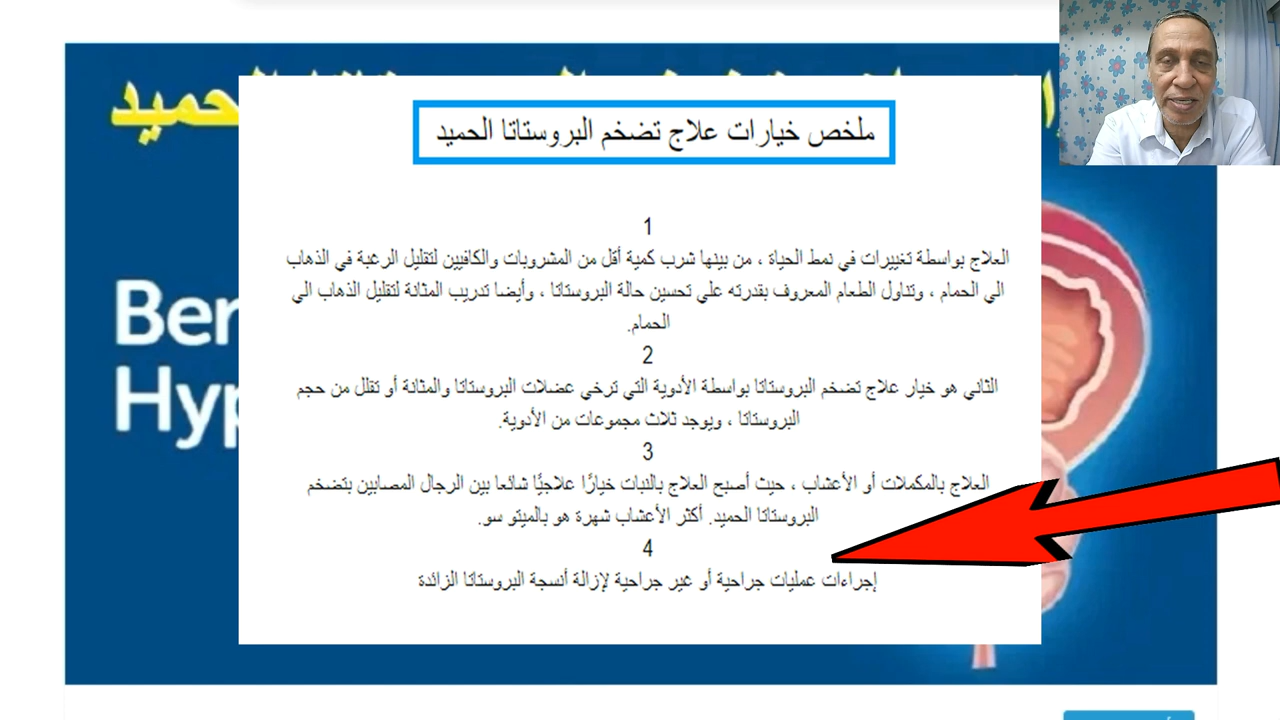 الحميد
ملخص خيارات علاج تضخم البروستاتا الحميد
1
العلاج بواسطة تغييرات في نمط الحياة ، من بينها شرب كمية أقل من المشروبات والكافيين لتقليل الرغبة في الذهاب
الي الحمام ، وتناول الطعام المعروف بقدرته علي تحسين حالة البروستاتا ، وأيضا تدريب المثانة لتقليل الذهاب الي
الحمام.
2
الثاني هو خيار علاج تضخم البروستاتا بواسطة الأدوية التي ترخي عضلات البروستاتا والمثانة أو تقلل من حجم
البروستاتا ، ويوجد ثلاث مجموعات من الأدوية.
3
العلاج بالمكملات أو الأعشاب ، حيث أصبح العلاج بالنبات خيارًا علاجيًّا شائعا بين الرجال المصابين بتضخم
البروستاتا الحميد. أكثر الأعشاب شهرة هو بالميتو سو.
4
إجراءات عمليات جراحية أو غير جراحية لإزالة أنسجة البروستاتا الزائدة
Ben
Hyp